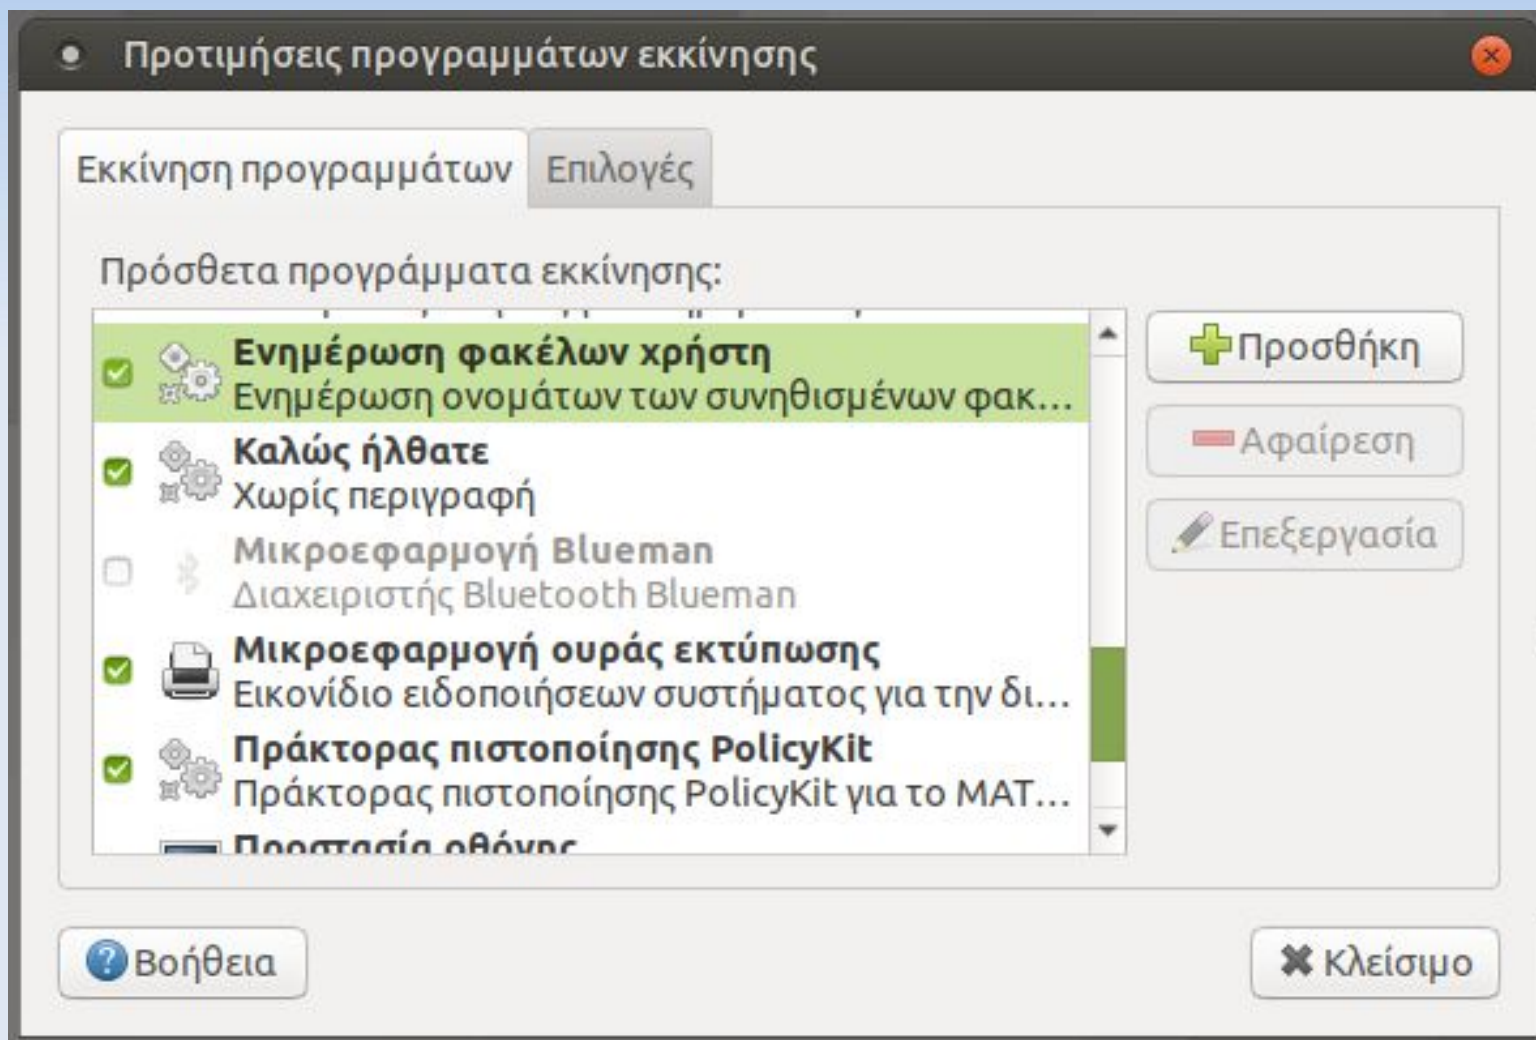 Προτιμήσεις προγραμμάτων εκκίνησης
Εκκίνηση προγραμμάτων
Επιλογές
Πρόσθετα προγράμματα εκκίνησης:
Ενημέρωση φακέλων χρήστη
Ενημέρωση ονομάτων των συνηθισμένων φακ...
Καλώς ήλθατε
Χωρίς περιγραφή
Μικροεφαρμογή Blueman
Διαχειριστής Bluetooth Blueman
Μικροεφαρμογή ουράς εκτύπωσης
Εικονίδιο ειδοποιήσεων συστήματος για την δι...
Πράκτορας πιστοποίησης PolicyKit
Πράκτορας πιστοποίησης PolicyKit για το MAT...
Προστασία οθόνης
Προσθήκη
Αφαίρεση
Επεξεργασία
Βοήθεια
Κλείσιμο